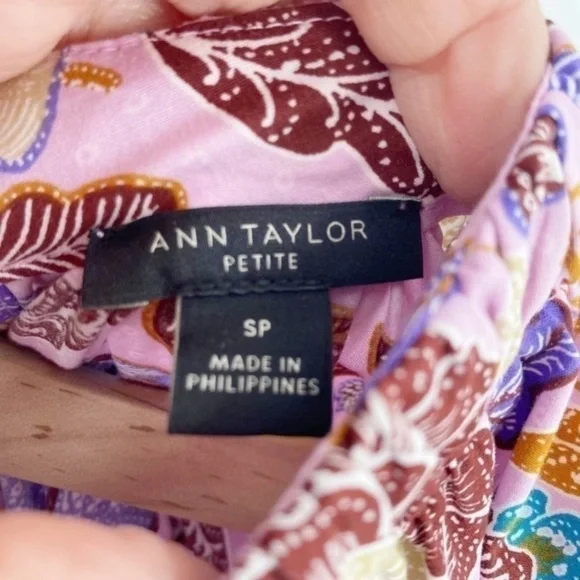 ANN TAYLOR
PETITE
SP
MADE IN
PHILIPPINES